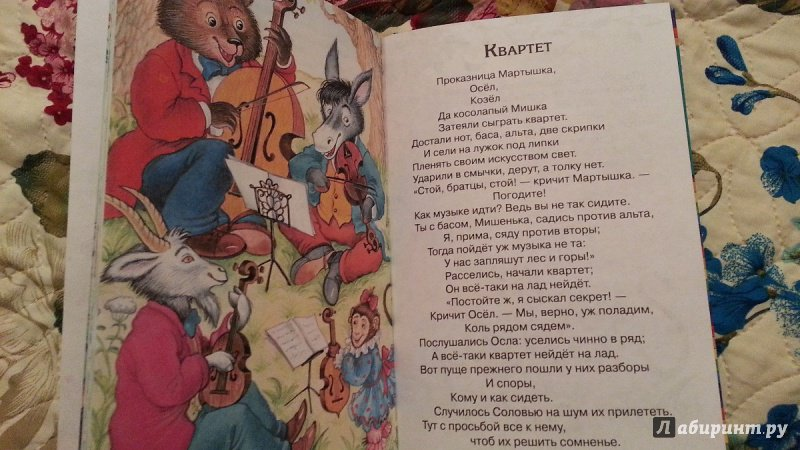 КВАРТЕТ
Проказница Мартышка,
Осёл,
Козёл
Да косолапый Мишка
Затеяли сыграть квартет.
Достали нот, баса, альта, две скрипки
И сели на лужок под липки
Пленять своим искусством свет.
Ударили в смычки, дерут, а толку нет.
«Стой, братцы, стой! — кричит Мартышка. —
Погодите!
Как музыке идти? Ведь вы не так сидите.
Ты с басом, Мишенька, садись против альта,
Я, прима, сяду против вторы;
Тогда пойдёт уж музыка не та:
У нас запляшут лес и горы!»
Расселись, начали квартет;
Он всё-таки на лад нейдёт.
«Постойте ж, я сыскал секрет! —
Кричит Осёл. — Мы, верно, уж поладим,
Коль рядом сядем».
Послушались Осла: уселись чинно в ряд;
А всё-таки квартет нейдёт на лад.
Вот пуще прежнего пошли у них разборы
И споры,
Кому и как сидеть.
Случилось Соловью на шум их прилететь.
Тут с просьбой все к нему,
чтоб их решить сомненье.
Лабиринт.ру